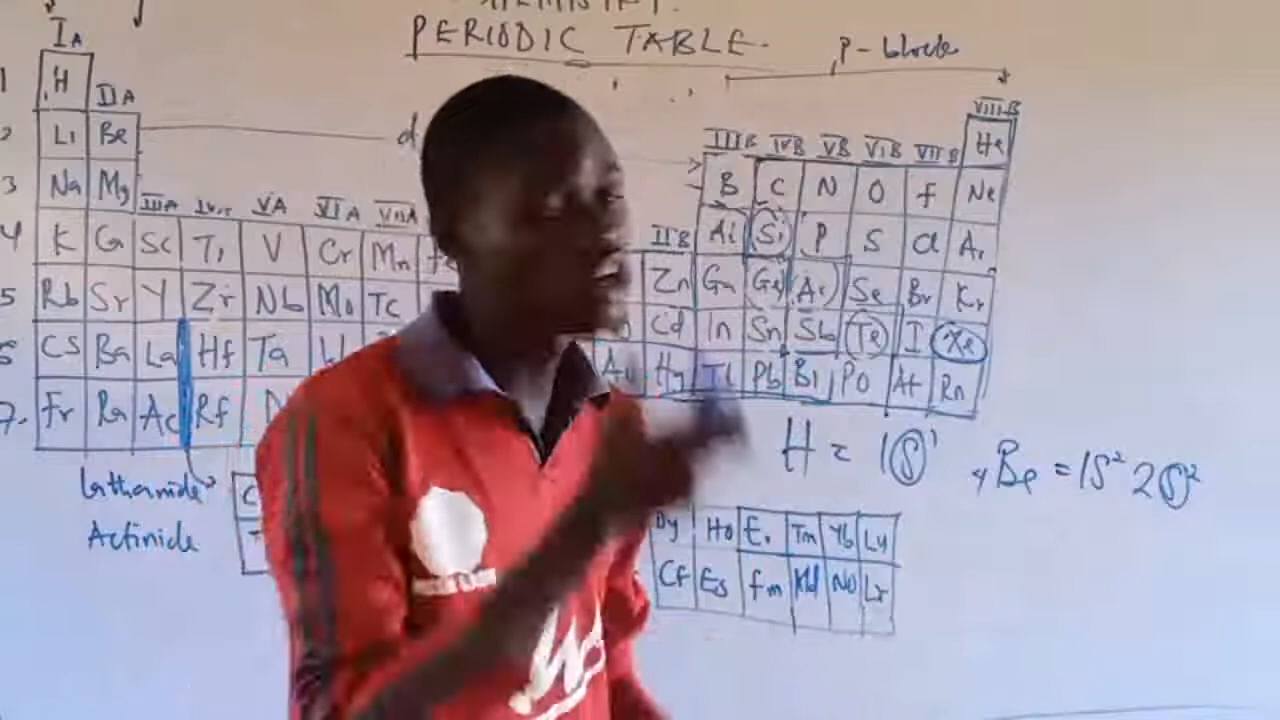 PERIODIC TABLE.
P-block
IA
1 H IIA VIIIB
2 Li Be d IIIB IVB VB VIB VIIB He
3 Na Mg IIIA VA VIA VIIA B C N O f Ne
4 K Ca Sc Ti V Cr Mn IIB Al Si P S Cl Ar
Zn Ga Ge As Se Br Kr
5 Rb Sr Y Zr Nb Mo Tc Cd In Sn Sb Te I Xe
6 Cs Ba La Hf Ta W Au Hg Tl Pb Bi Po At Rn
7. Fr Ra Ac Rf
H = 1s¹ Be = 1s² 2s²
Lathanide
Dy Ho Er Tm Yb Lu
Actinide
Cf Es fm Md No Lr